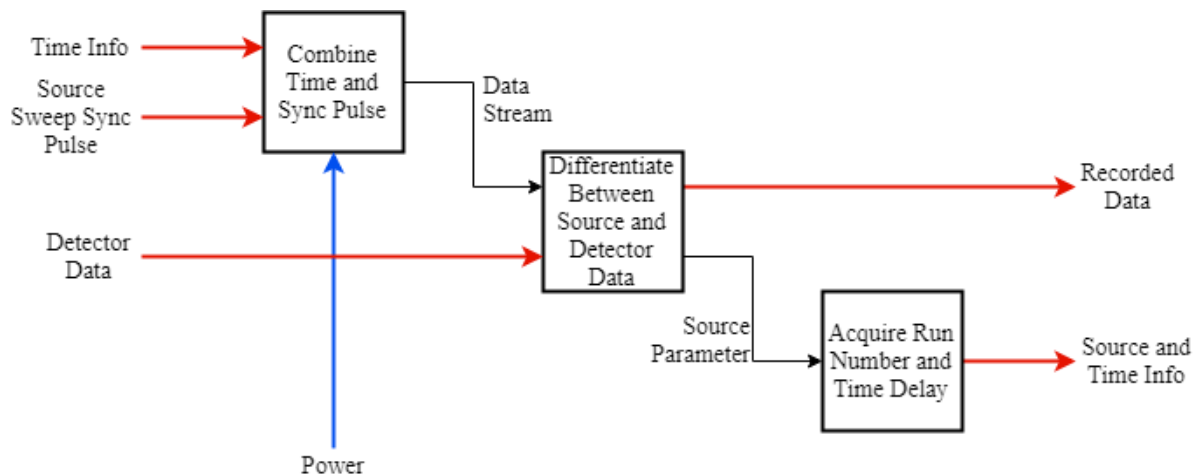 Time Info
Source
Sweep Sync
Pulse
Combine
Time and
Sync Pulse
Data
Stream
Detector
Data
Differentiate
Between
Source and
Detector
Data
Recorded
Data
Source
Parameter
Acquire Run
Number and
Time Delay
Source and
Time Info
Power